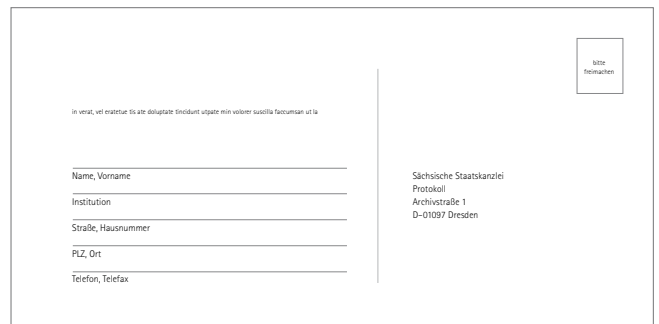 bitte
freimachen
in verat, vel eratetue tis ate doluptate tincidunt utpate min volorer suscilla faccumsan ut la
Name, Vorname
Institution
Straße, Hausnummer
PLZ, Ort
Telefon, Telefax
Sächsische Staatskanzlei
Protokoll
Archivstraße 1
D–01097 Dresden